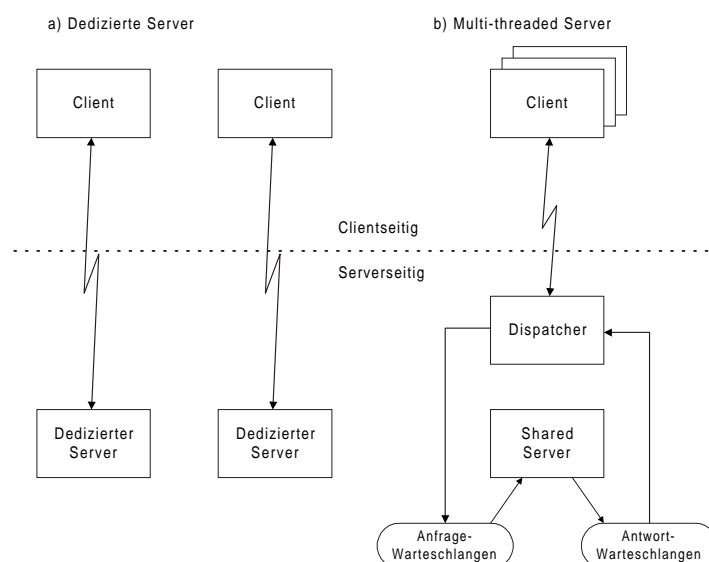 a) Dedizierte Server
b) Multi-threaded Server
Client
Client
Client
Clientseitig
Serverseitig
Dispatcher
Dedizierter
Server
Dedizierter
Server
Shared
Server
Anfrage-
Warteschlangen
Antwort-
Warteschlangen